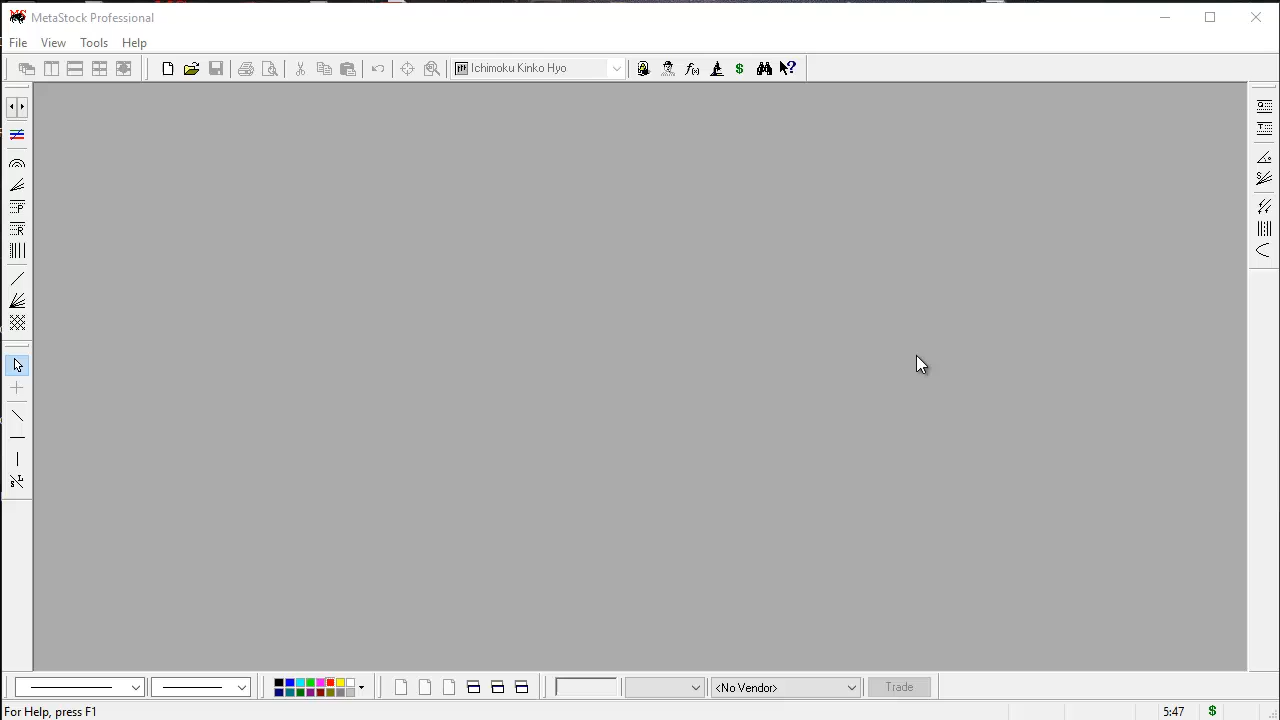 MetaStock Professional
File View Tools Help
Ichimoku Kinko Hyo
<No Vendor>
Trade
For Help, press F1
5:47